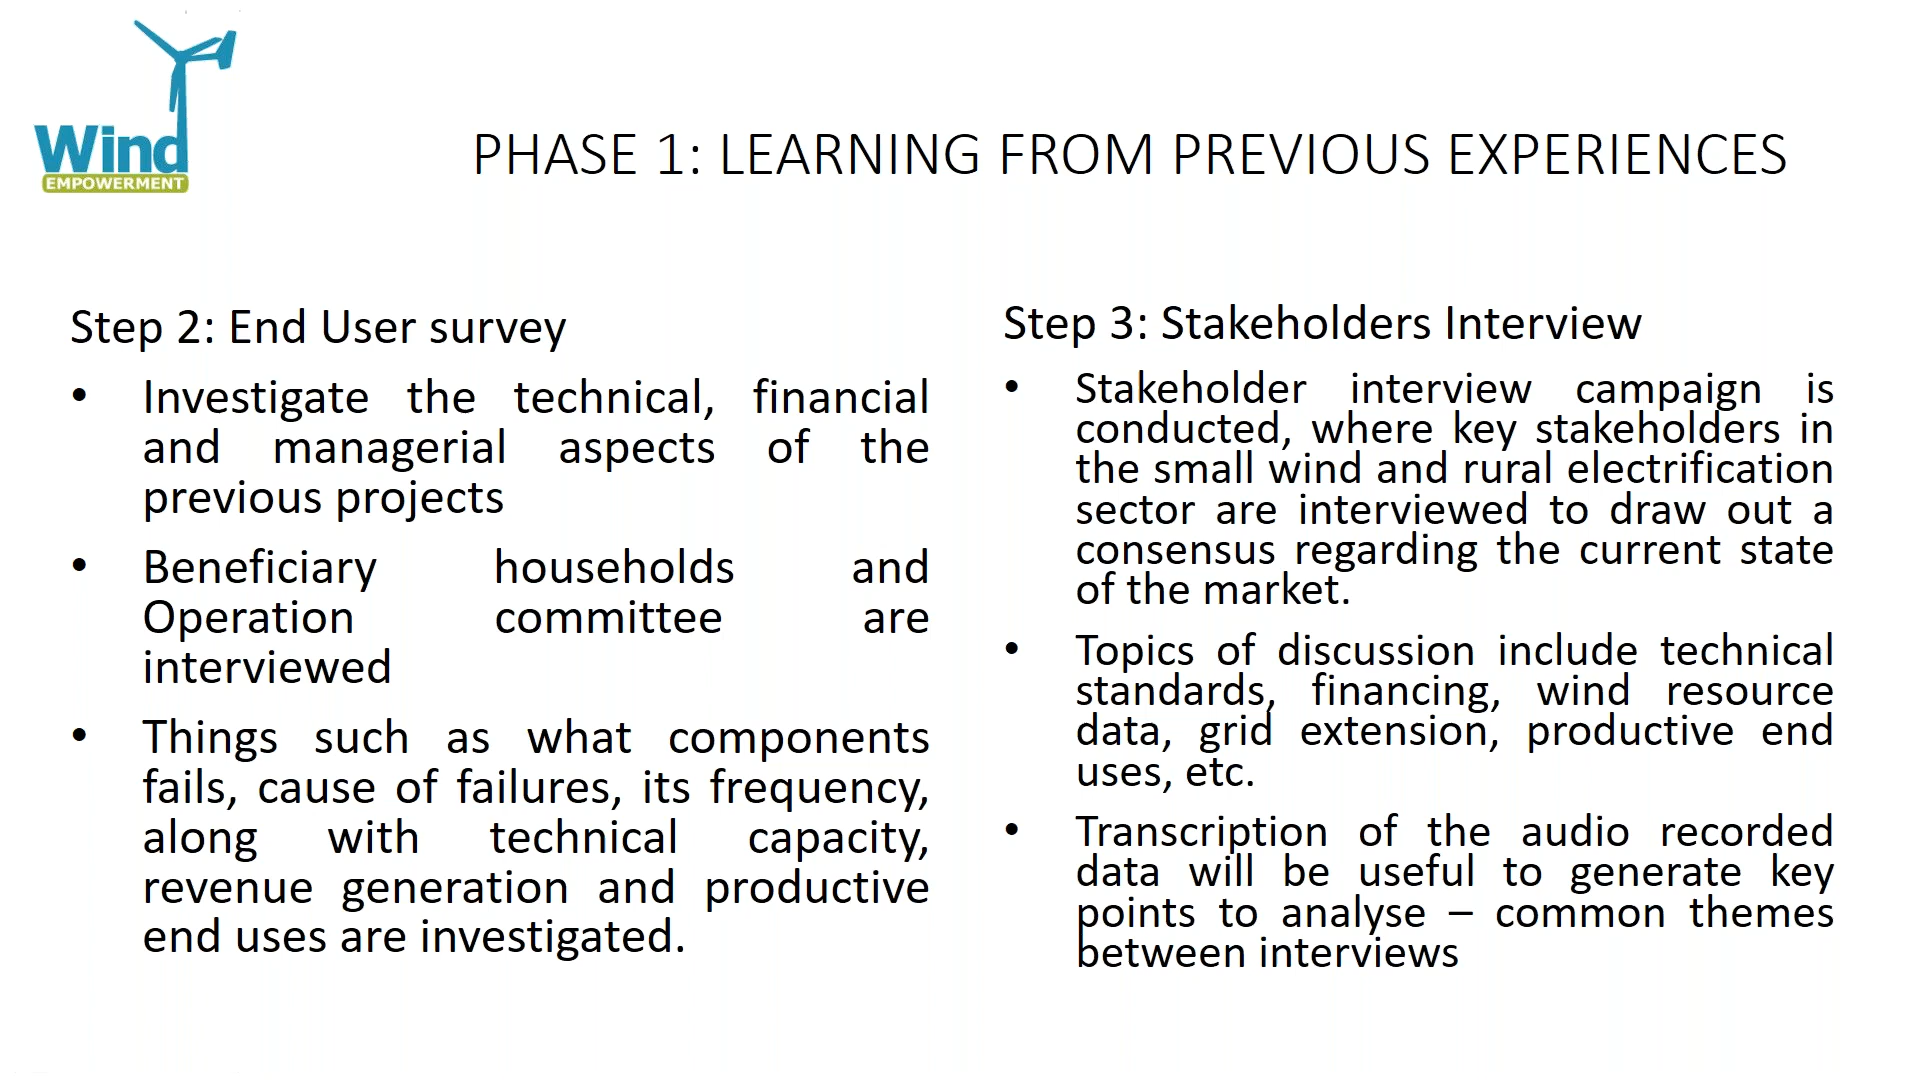 Wind
EMPOWERMENT
PHASE 1: LEARNING FROM PREVIOUS EXPERIENCES
Step 2: End User survey
• Investigate the technical, financial
and managerial aspects of the
previous projects
• Beneficiary households and
Operation committee are
interviewed
• Things such as what components
fails, cause of failures, its frequency,
along with technical capacity,
revenue generation and productive
end uses are investigated.
Step 3: Stakeholders Interview
• Stakeholder interview campaign is
conducted, where key stakeholders in
the small wind and rural electrification
sector are interviewed to draw out a
consensus regarding the current state
of the market.
• Topics of discussion include technical
standards, financing, wind resource
data, grid extension, productive end
uses, etc.
• Transcription of the audio recorded
data will be useful to generate key
points to analyse – common themes
between interviews